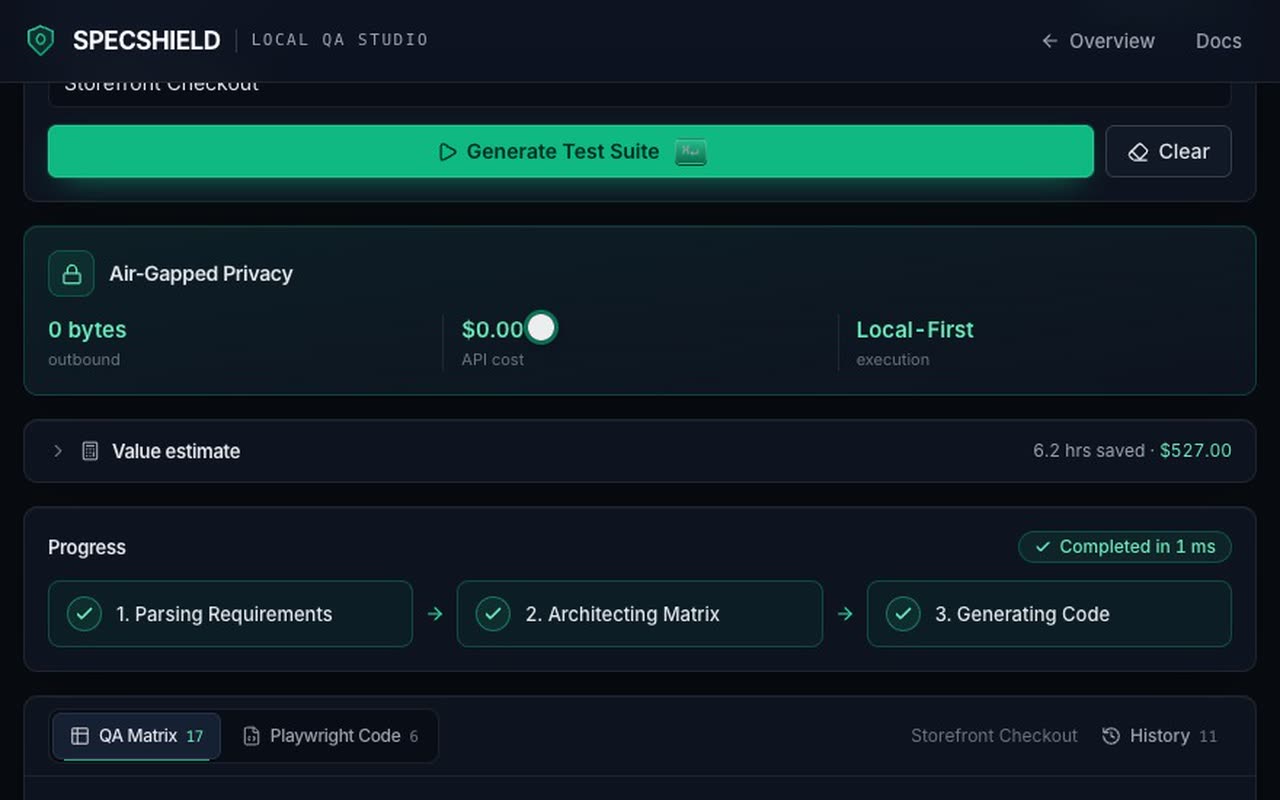 SPECSHIELD LOCAL QA STUDIO Overview Docs
Storefront Checkout
Generate Test Suite Clear
Air-Gapped Privacy
0 bytes $0.00 Local-First
outbound API cost execution
Value estimate 6.2 hrs saved · $527.00
Progress Completed in 1 ms
1. Parsing Requirements 2. Architecting Matrix 3. Generating Code
QA Matrix 17 Playwright Code 6 Storefront Checkout History 11